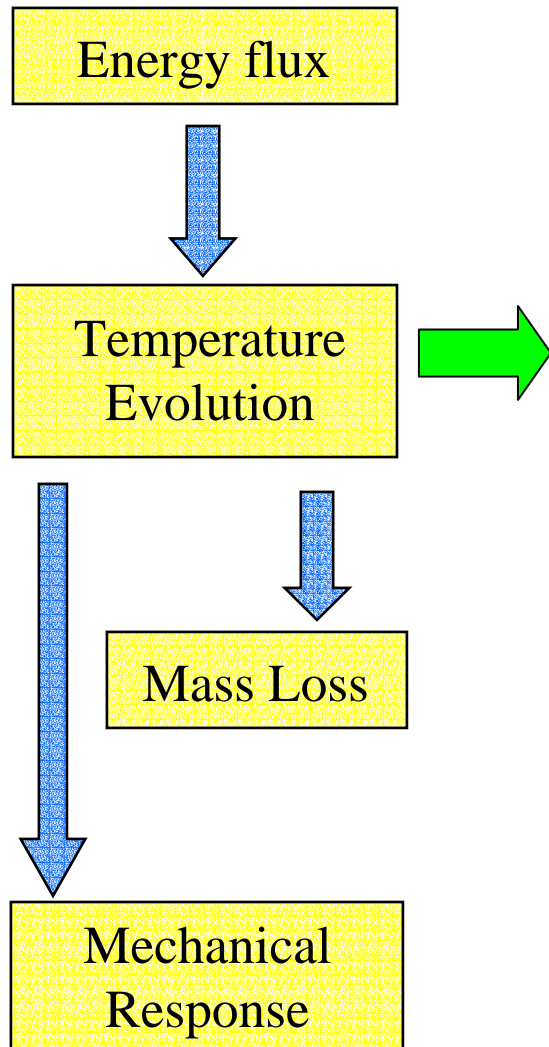 Energy flux
Temperature
Evolution
Mass Loss
Mechanical
Response